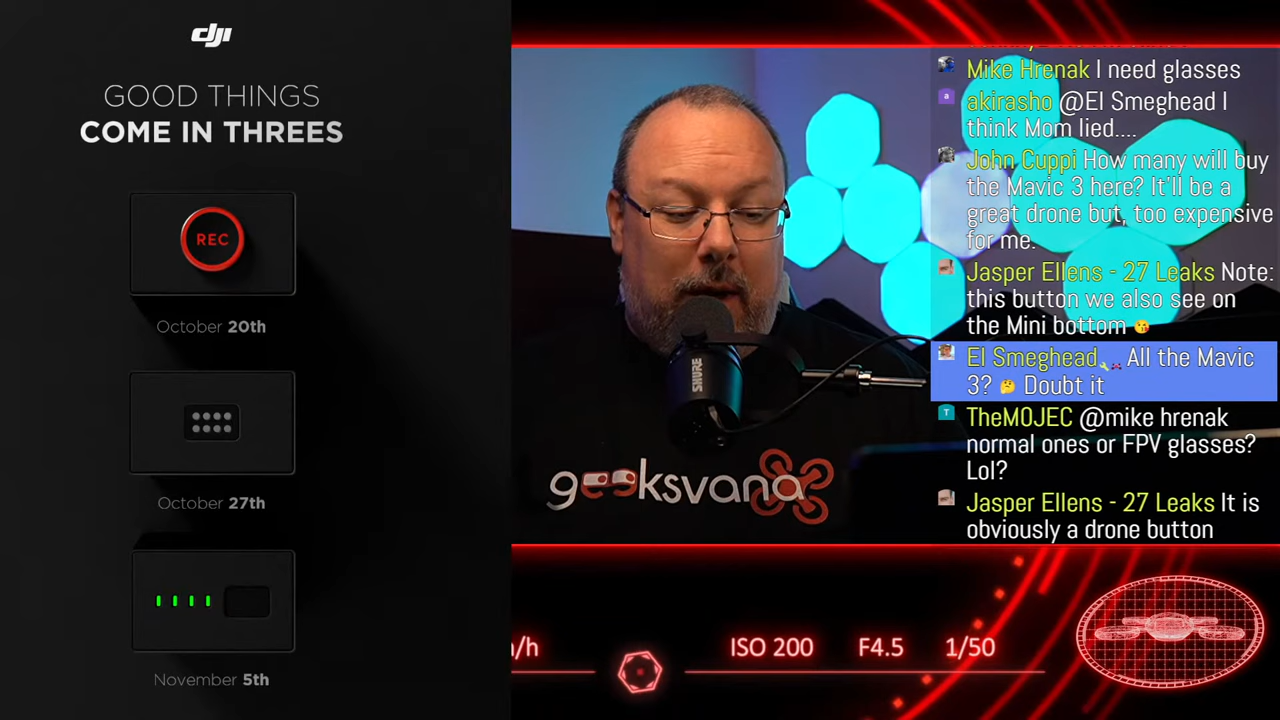 dji
GOOD THINGS
COME IN THREES
REC
October 20th
October 27th
November 5th
SHURE
geeksvana
Mike Hrenak I need glasses
akirasho @El Smeghead I
think Mom lied....
John Cuppi How many will buy
the Mavic 3 here? It'll be a
great drone but, too expensive
for me.
Jasper Ellens - 27 Leaks Note:
this button we also see on
the Mini bottom 😘
El Smeghead🔧 All the Mavic
3? 🤔 Doubt it
TheMOJEC @mike hrenak
normal ones or FPV glasses?
Lol?
Jasper Ellens - 27 Leaks It is
obviously a drone button
/h
ISO 200 F4.5 1/50